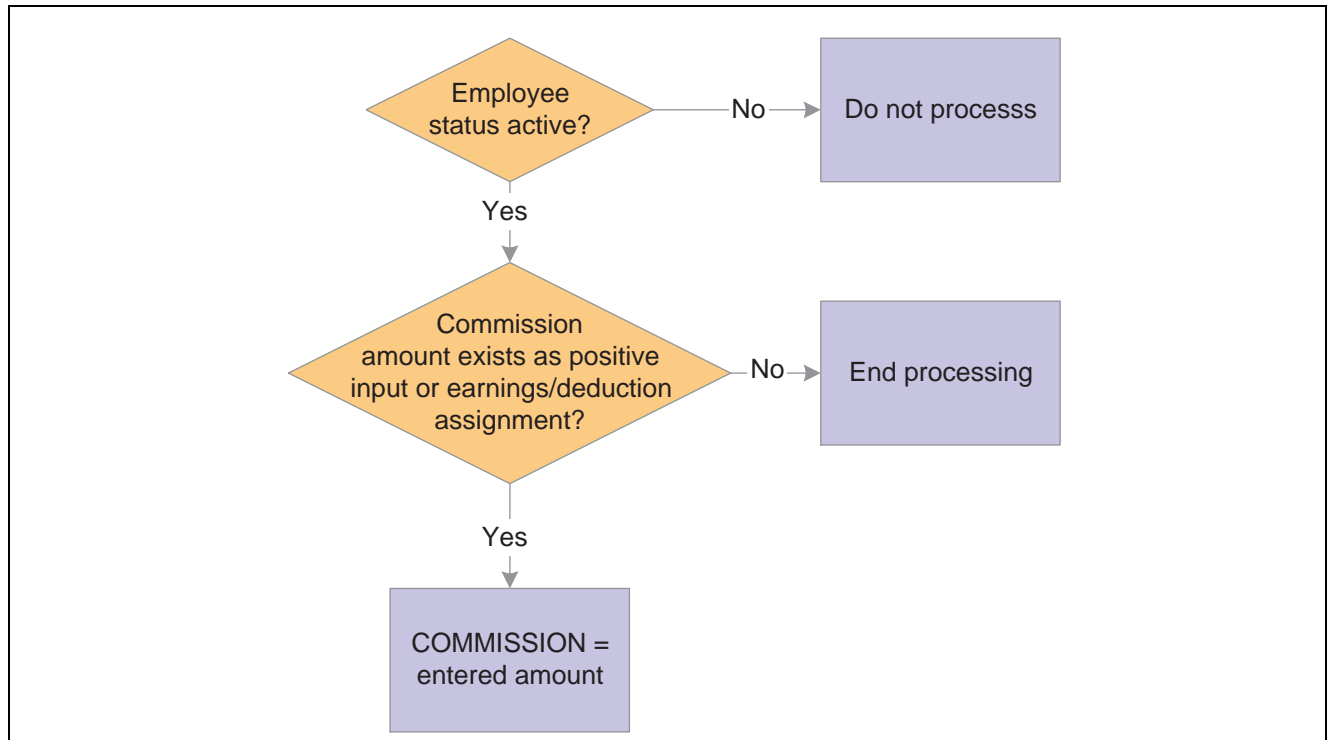 Employee
status active?
No
Do not processs
Yes
Commission
amount exists as positive
input or earnings/deduction
assignment?
No
End processing
Yes
COMMISSION =
entered amount